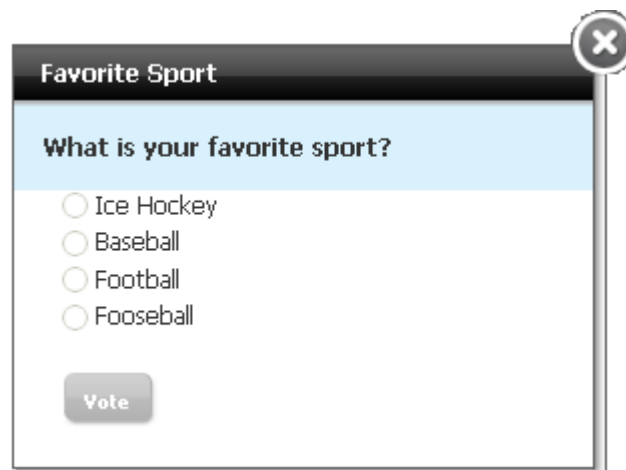 Favorite Sport
What is your favorite sport?
Ice Hockey
Baseball
Football
Fooseball
Vote